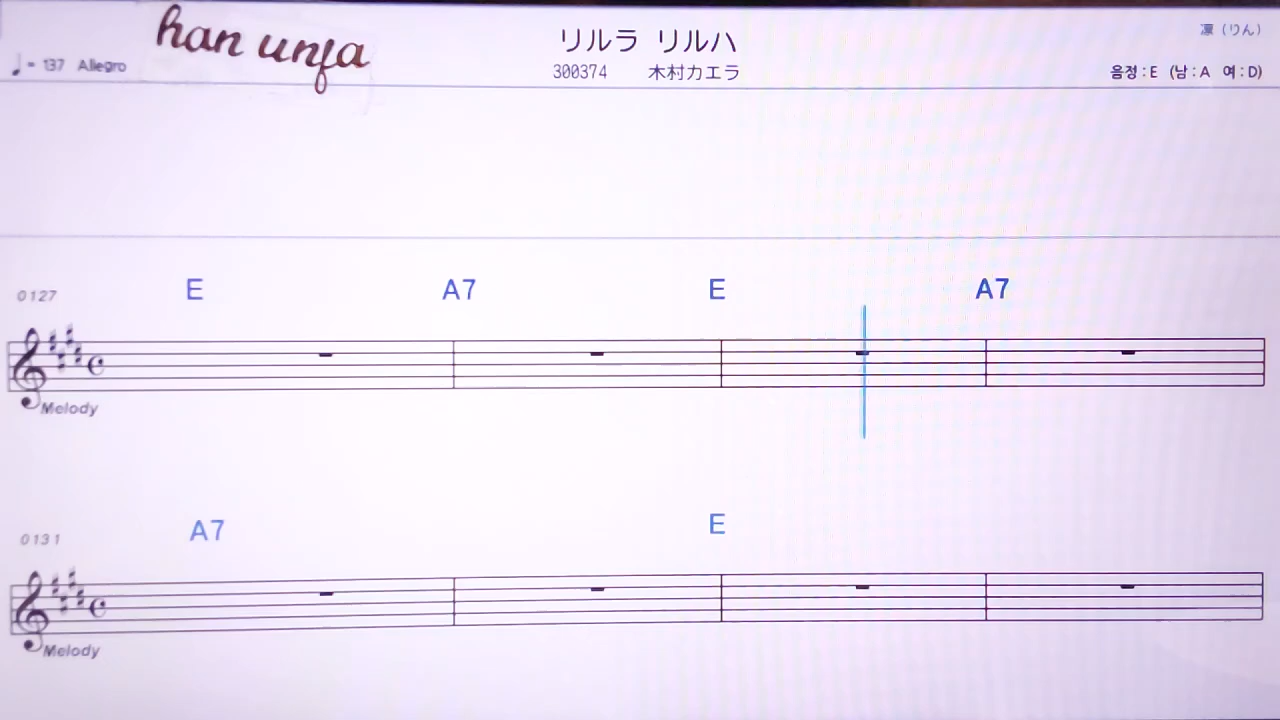 han unfa
リルラ リルハ
凛（りん）
♩= 137 Allegro
300374 木村カエラ
음정 : E (남 : A 여 : D)
0127 E A7 E A7
Melody
0131 A7 E
Melody